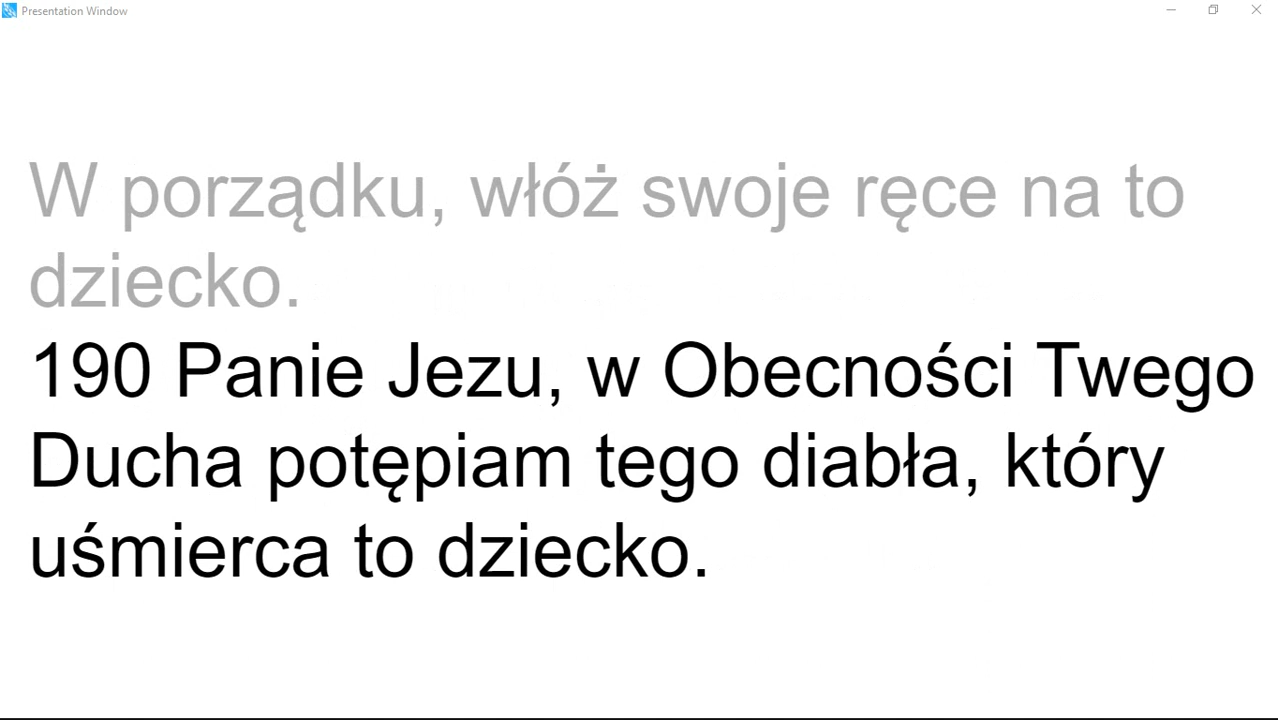 Presentation Window
W porządku, włóż swoje ręce na to
dziecko.
190 Panie Jezu, w Obecności Twego
Ducha potępiam tego diabła, który
uśmierca to dziecko.